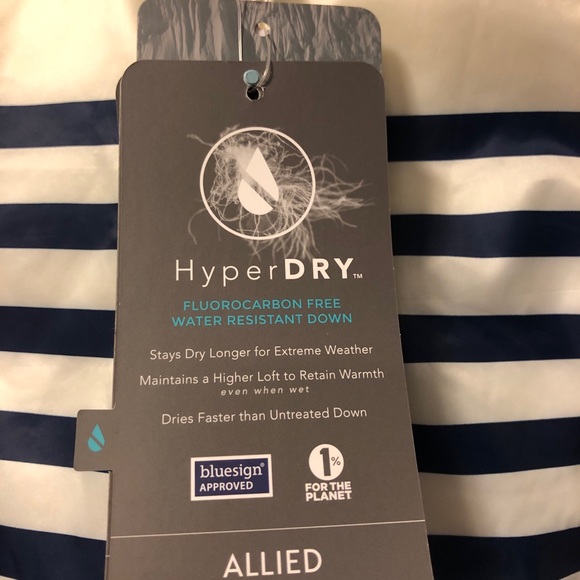 HyperDRY™
FLUOROCARBON FREE
WATER RESISTANT DOWN
Stays Dry Longer for Extreme Weather
Maintains a Higher Loft to Retain Warmth
even when wet
Dries Faster than Untreated Down
bluesign®
APPROVED
1%
FOR THE
PLANET
ALLIED